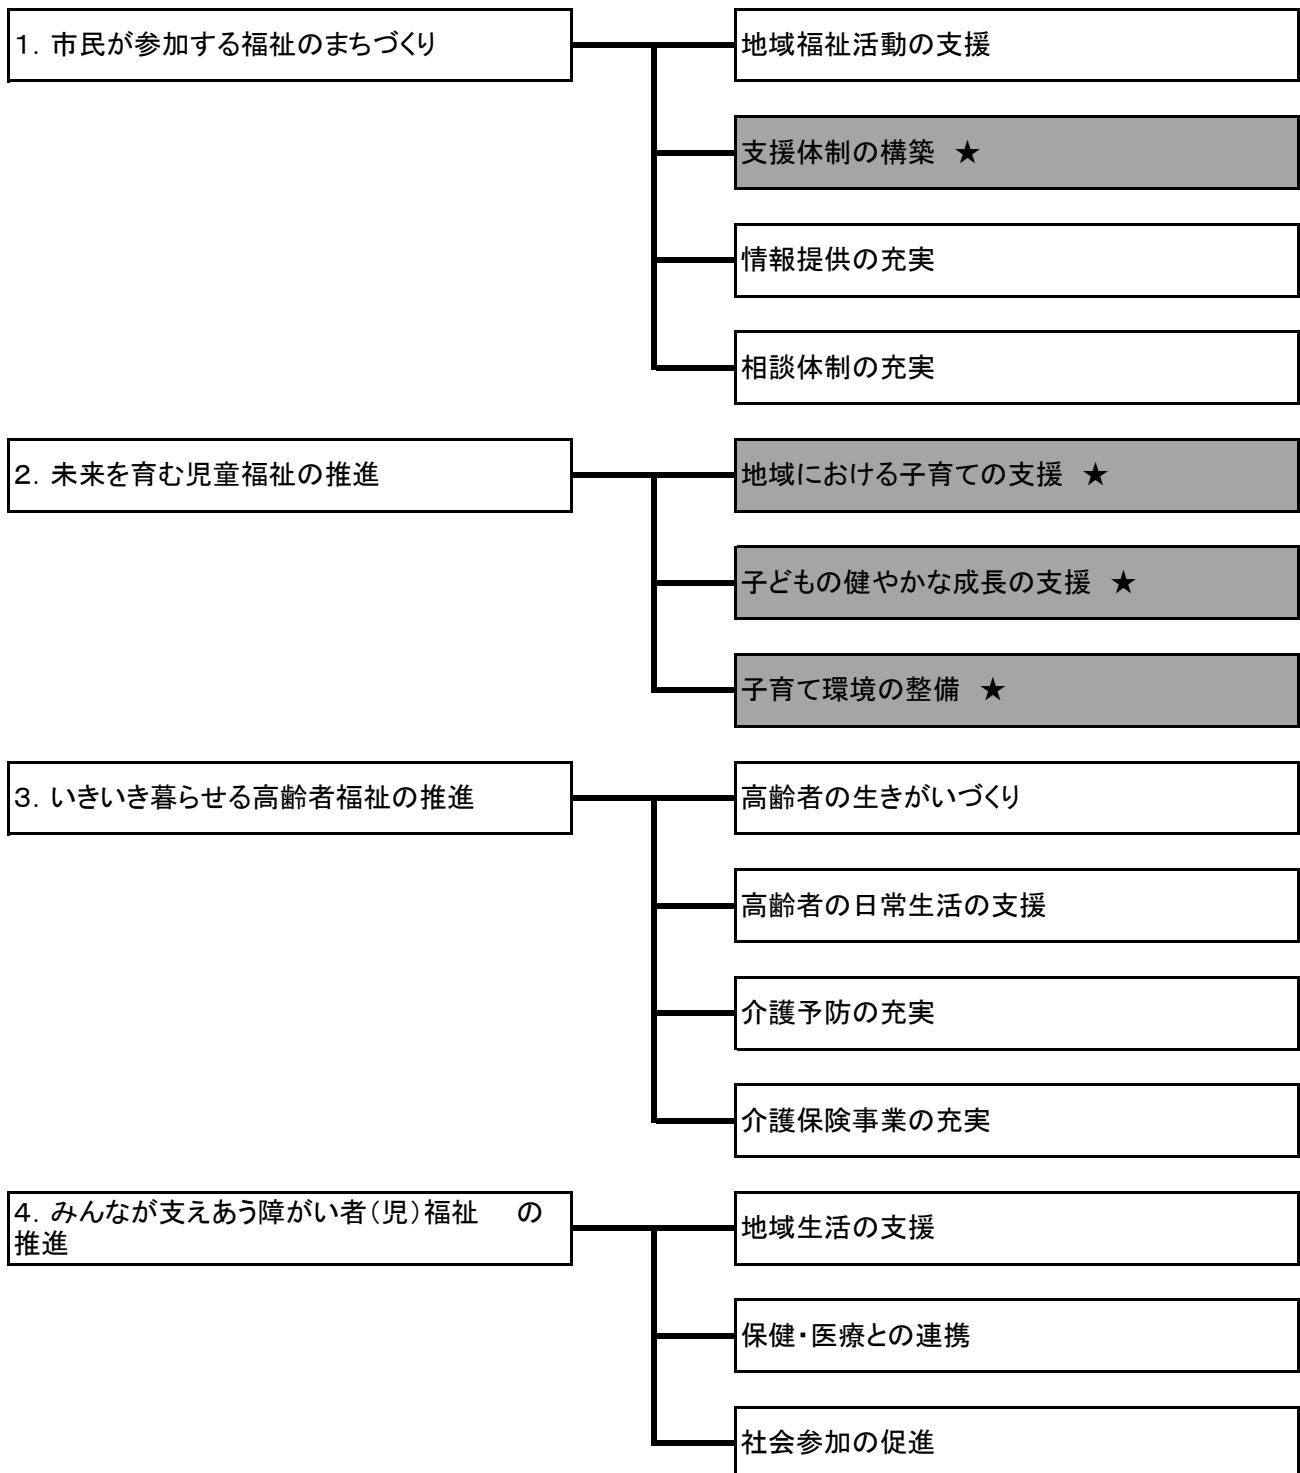 1．市民が参加する福祉のまちづくり
地域福祉活動の支援
支援体制の構築　★
情報提供の充実
相談体制の充実
2．未来を育む児童福祉の推進
地域における子育ての支援　★
子どもの健やかな成長の支援　★
子育て環境の整備　★
3．いきいき暮らせる高齢者福祉の推進
高齢者の生きがいづくり
高齢者の日常生活の支援
介護予防の充実
介護保険事業の充実
4．みんなが支えあう障がい者（児）福祉　の
推進
地域生活の支援
保健・医療との連携
社会参加の促進